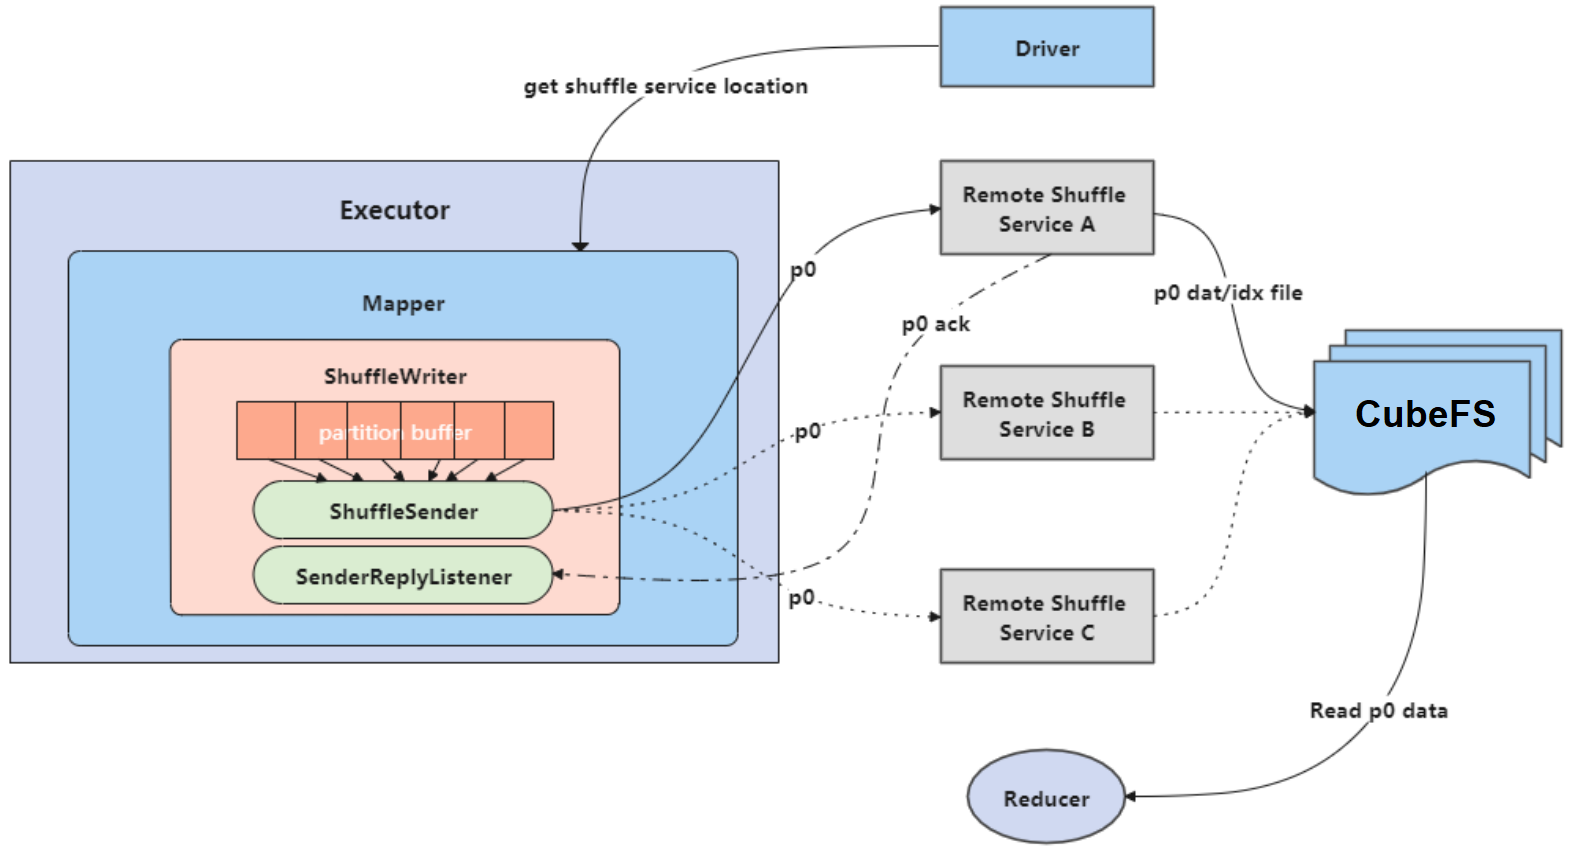 Driver
get shuffle service location
Executor
Mapper
ShuffleWriter
partition buffer
ShuffleSender
SenderReplyListener
p0
p0 ack
p0
p0
Remote Shuffle
Service A
Remote Shuffle
Service B
Remote Shuffle
Service C
p0 dat/idx file
CubeFS
Read p0 data
Reducer